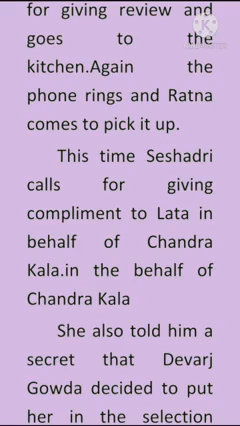 for giving review and
goes to the
kitchen.Again the
phone rings and Ratna
comes to pick it up.
This time Seshadri
calls for giving
compliment to Lata in
behalf of Chandra
Kala.in the behalf of
Chandra Kala
She also told him a
secret that Devarj
Gowda decided to put
her in the selection